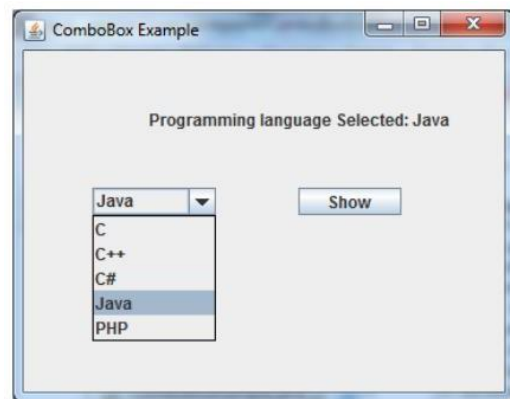 ComboBox Example
Programming language Selected: Java
Java
Show
C
C++
C#
Java
PHP